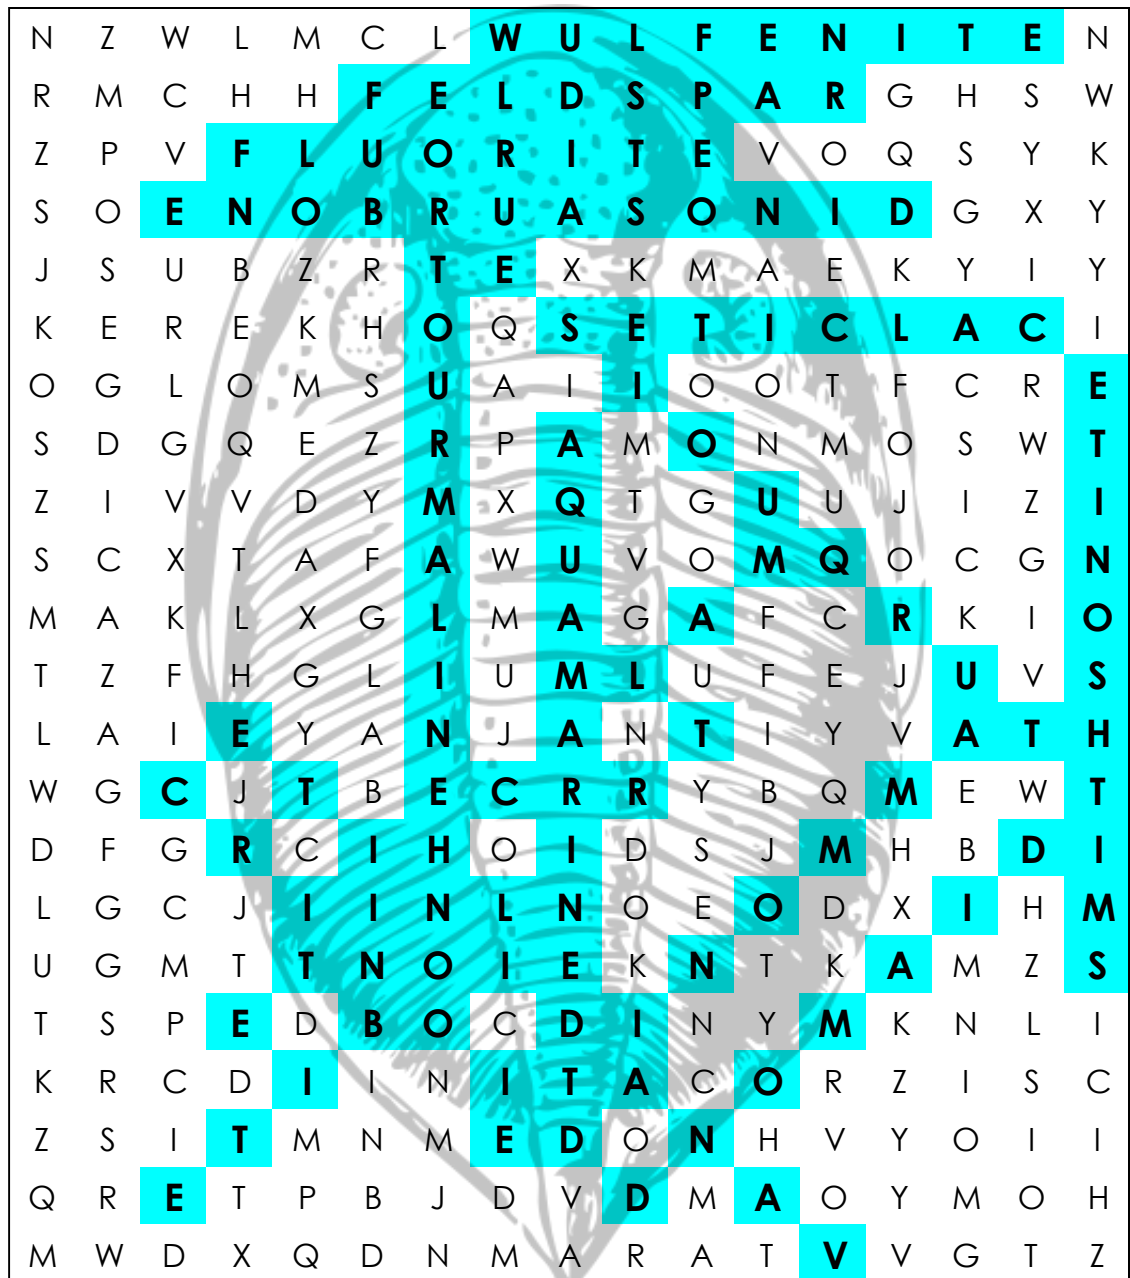 N Z W L M C L W U L F E N I T E N
R M C H H F E L D S P A R G H S W
Z P V F L U O R I T E V O Q S Y K
S O E N O B R U A S O N I D G X Y
J S U B Z R T E X K M A E K Y I Y
K E R E K H O Q S E T I C L A C I
O G L O M S U A I I O O T F C R E
S D G Q E Z R P A M O N M O S W T
Z I V V D Y M X Q T G U U J I Z I
S C X T A F A W U V O M Q O C G N
M A K L X G L M A G A F C R K I O
T Z F H G L I U M L U F E J U V S
L A I E Y A N J A N T I Y V A T H
W G C J T B E C R R Y B Q M E W T
D F G R C I H O I D S J M H B D I
L G C J I I N L N O E O D X I H M
U G M T T N O I E K N T K A M Z S
T S P E D B O C D I N Y M K N L I
K R C D I I N I T A C O R Z I S C
Z S I T M N M E D O N H V Y O I I
Q R E T P B J D V D M A O Y M O H
M W D X Q D N M A R A T V V G T Z